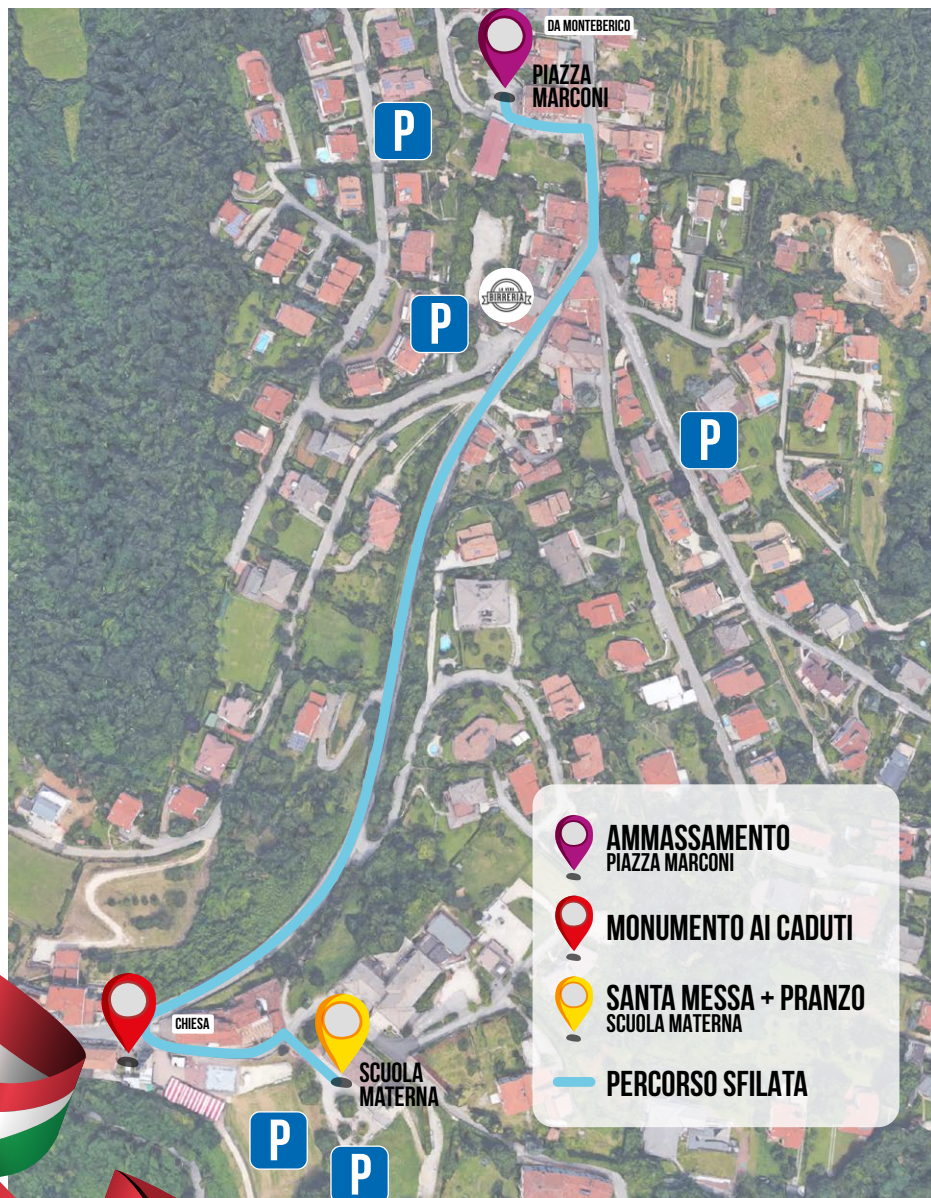 DA MONTEBERICO
PIAZZA
MARCONI
P
P
LA VERA
BIRRERIA
P
AMMASSAMENTO
PIAZZA MARCONI
MONUMENTO AI CADUTI
SANTA MESSA + PRANZO
SCUOLA MATERNA
PERCORSO SFILATA
CHIESA
SCUOLA
MATERNA
P
P